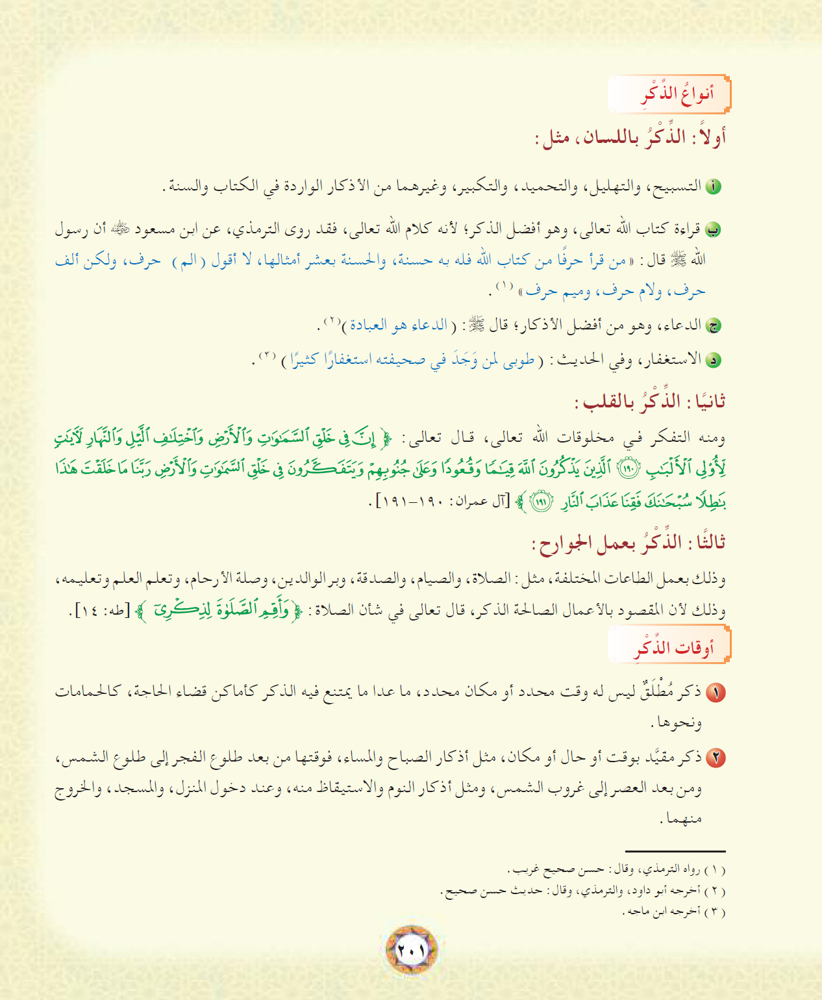 أنواعُ الذِّكْرِ
أولاً: الذِّكْرُ باللسان، مثل:
أ التسبيح، والتهليل، والتحميد، والتكبير، وغيرهما من الأذكار الواردة في الكتاب والسنة.
ب قراءة كتاب الله تعالى، وهو أفضل الذكر؛ لأنه كلام الله تعالى، فقد روى الترمذي، عن ابن مسعود رضي الله عنه أن رسول
الله ﷺ قال: «من قرأ حرفًا من كتاب الله فله به حسنة، والحسنة بعشر أمثالها، لا أقول (الم) حرف، ولكن ألف
حرف، ولام حرف، وميم حرف» (١).
ج الدعاء، وهو من أفضل الأذكار؛ قال ﷺ: (الدعاء هو العبادة)(٢).
د الاستغفار، وفي الحديث: (طوبى لمن وَجَدَ في صحيفته استغفارًا كثيرًا) (٣).
ثانيًا: الذِّكْرُ بالقلب:
ومنه التفكر في مخلوقات الله تعالى، قال تعالى: ﴿إِنَّ فِى خَلْقِ ٱلسَّمَٰوَٰتِ وَٱلْأَرْضِ وَٱخْتِلَٰفِ ٱلَّيْلِ وَٱلنَّهَارِ لَءَايَٰتٍ
لِّأُو۟لِى ٱلْأَلْبَٰبِ ١٩٠ ٱلَّذِينَ يَذْكُرُونَ ٱللَّهَ قِيَٰمًا وَقُعُودًا وَعَلَىٰ جُنُوبِهِمْ وَيَتَفَكَّرُونَ فِى خَلْقِ ٱلسَّمَٰوَٰتِ وَٱلْأَرْضِ رَبَّنَا مَا خَلَقْتَ هَٰذَا
بَٰطِلًا سُبْحَٰنَكَ فَقِنَا عَذَابَ ٱلنَّارِ ١٩١﴾ [آل عمران: ١٩٠–١٩١].
ثالثًا: الذِّكْرُ بعمل الجوارح:
وذلك بعمل الطاعات المختلفة، مثل: الصلاة، والصيام، والصدقة، وبر الوالدين، وصلة الأرحام، وتعلم العلم وتعليمه،
وذلك لأن المقصود بالأعمال الصالحة الذكر، قال تعالى في شأن الصلاة: ﴿وَأَقِمِ ٱلصَّلَوٰةَ لِذِكْرِىٓ﴾ [طه: ١٤].
أوقات الذِّكْرِ
١ ذكر مُطْلَقٌ ليس له وقت محدد أو مكان محدد، ما عدا ما يمتنع فيه الذكر كأماكن قضاء الحاجة، كالحمامات
ونحوها.
٢ ذكر مقيَّد بوقت أو حال أو مكان، مثل أذكار الصباح والمساء، فوقتها من بعد طلوع الفجر إلى طلوع الشمس،
ومن بعد العصر إلى غروب الشمس، ومثل أذكار النوم والاستيقاظ منه، وعند دخول المنزل، والمسجد، والخروج
منهما.
(١) رواه الترمذي، وقال: حسن صحيح غريب.
(٢) أخرجه أبو داود، والترمذي، وقال: حديث حسن صحيح.
(٣) أخرجه ابن ماجه.
٢٠١